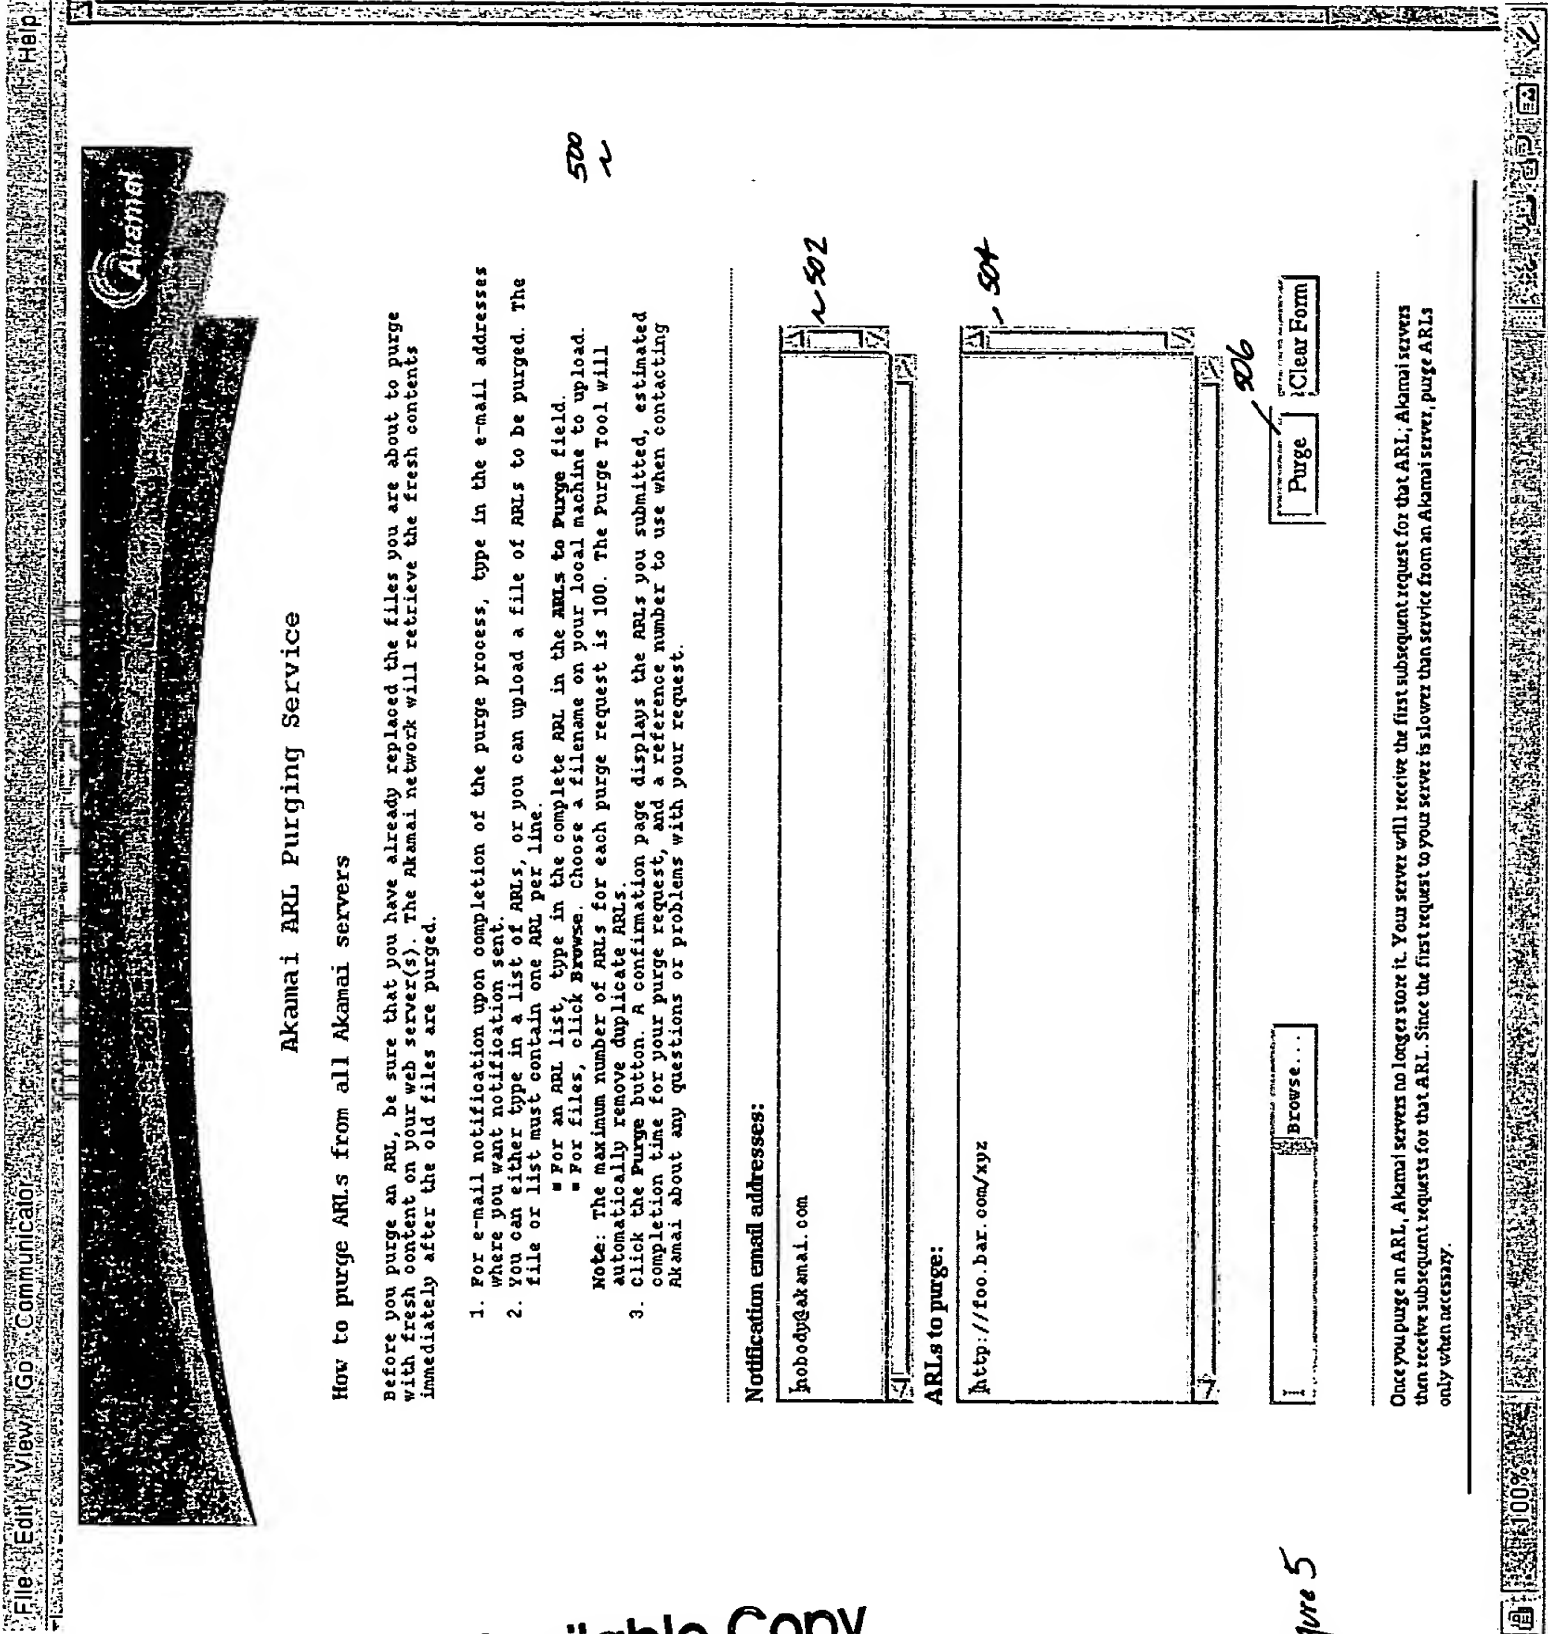 File Edit View Go Communicator Help
Akamai
Akamai ARL Purging Service
How to purge ARLs from all Akamai servers
Before you purge an ARL, be sure that you have already replaced the files you are about to purge
with fresh content on your web server(s). The Akamai network will retrieve the fresh contents
immediately after the old files are purged.
500
1. For e-mail notification upon completion of the purge process, type in the e-mail addresses
where you want notification sent.
2. You can either type in a list of ARLs, or you can upload a file of ARLs to be purged. The
file or list must contain one ARL per line.
■ For an ARL list, type in the complete ARL in the ARLs to Purge field.
■ For files, click Browse. Choose a filename on your local machine to upload.
Note: The maximum number of ARLs for each purge request is 100. The Purge Tool will
automatically remove duplicate ARLs.
3. Click the Purge button. A confirmation page displays the ARLs you submitted, estimated
completion time for your purge request, and a reference number to use when contacting
Akamai about any questions or problems with your request.
Notification email addresses:
nobody@akamai.com
502
ARLs to purge:
http://foo.bar.com/xyz
504
506
Browse... Purge Clear Form
Once you purge an ARL, Akamai servers no longer store it. Your server will receive the first subsequent request for that ARL; Akamai servers
then receive subsequent requests for that ARL. Since the first request to your server is slower than service from an Akamai server, purge ARLs
only when necessary.
100%
Copy
5